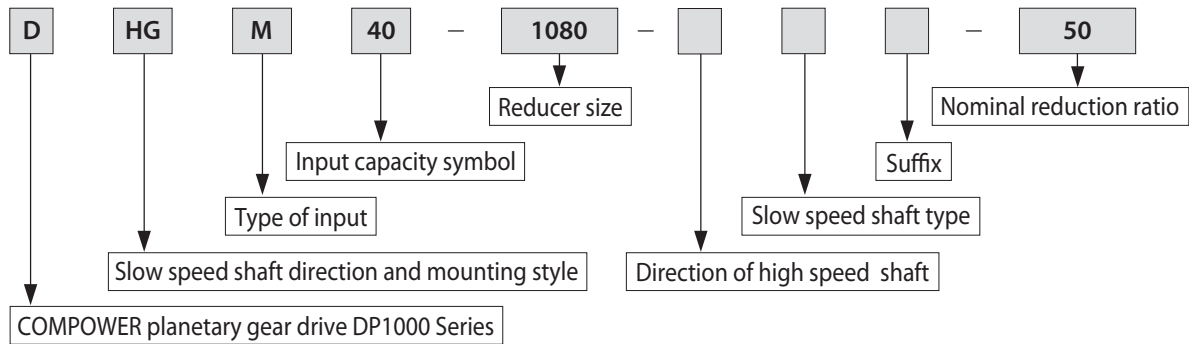 D HG M 40 – 1080 – – 50
Reducer size
Nominal reduction ratio
Input capacity symbol
Suffix
Type of input
Slow speed shaft type
Slow speed shaft direction and mounting style
Direction of high speed shaft
COMPOWER planetary gear drive DP1000 Series